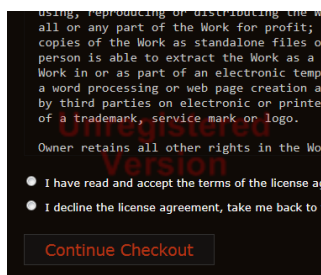 using, reproducing or distributing the W
all or any part of the Work for profit;
copies of the Work as standalone files o
person is able to extract the Work as a
Work in or as part of an electronic temp
a word processing or web page creation a
by third parties on electronic or printe
of a trademark, service mark or logo.
Unregistered
Owner retains all other rights in the Wo
Version
I have read and accept the terms of the license ag
I decline the license agreement, take me back to
Continue Checkout